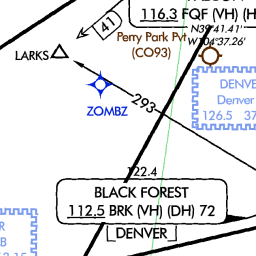 116.3 FQF (VH) (H
N39°41.41'
W104°37.26'
41
Perry Park Pvt
(CO93)
LARKS
DENVE
Denver
126.5 37
ZOMBZ
293
122.4
BLACK FOREST
112.5 BRK (VH) (DH) 72
DENVER
R
B